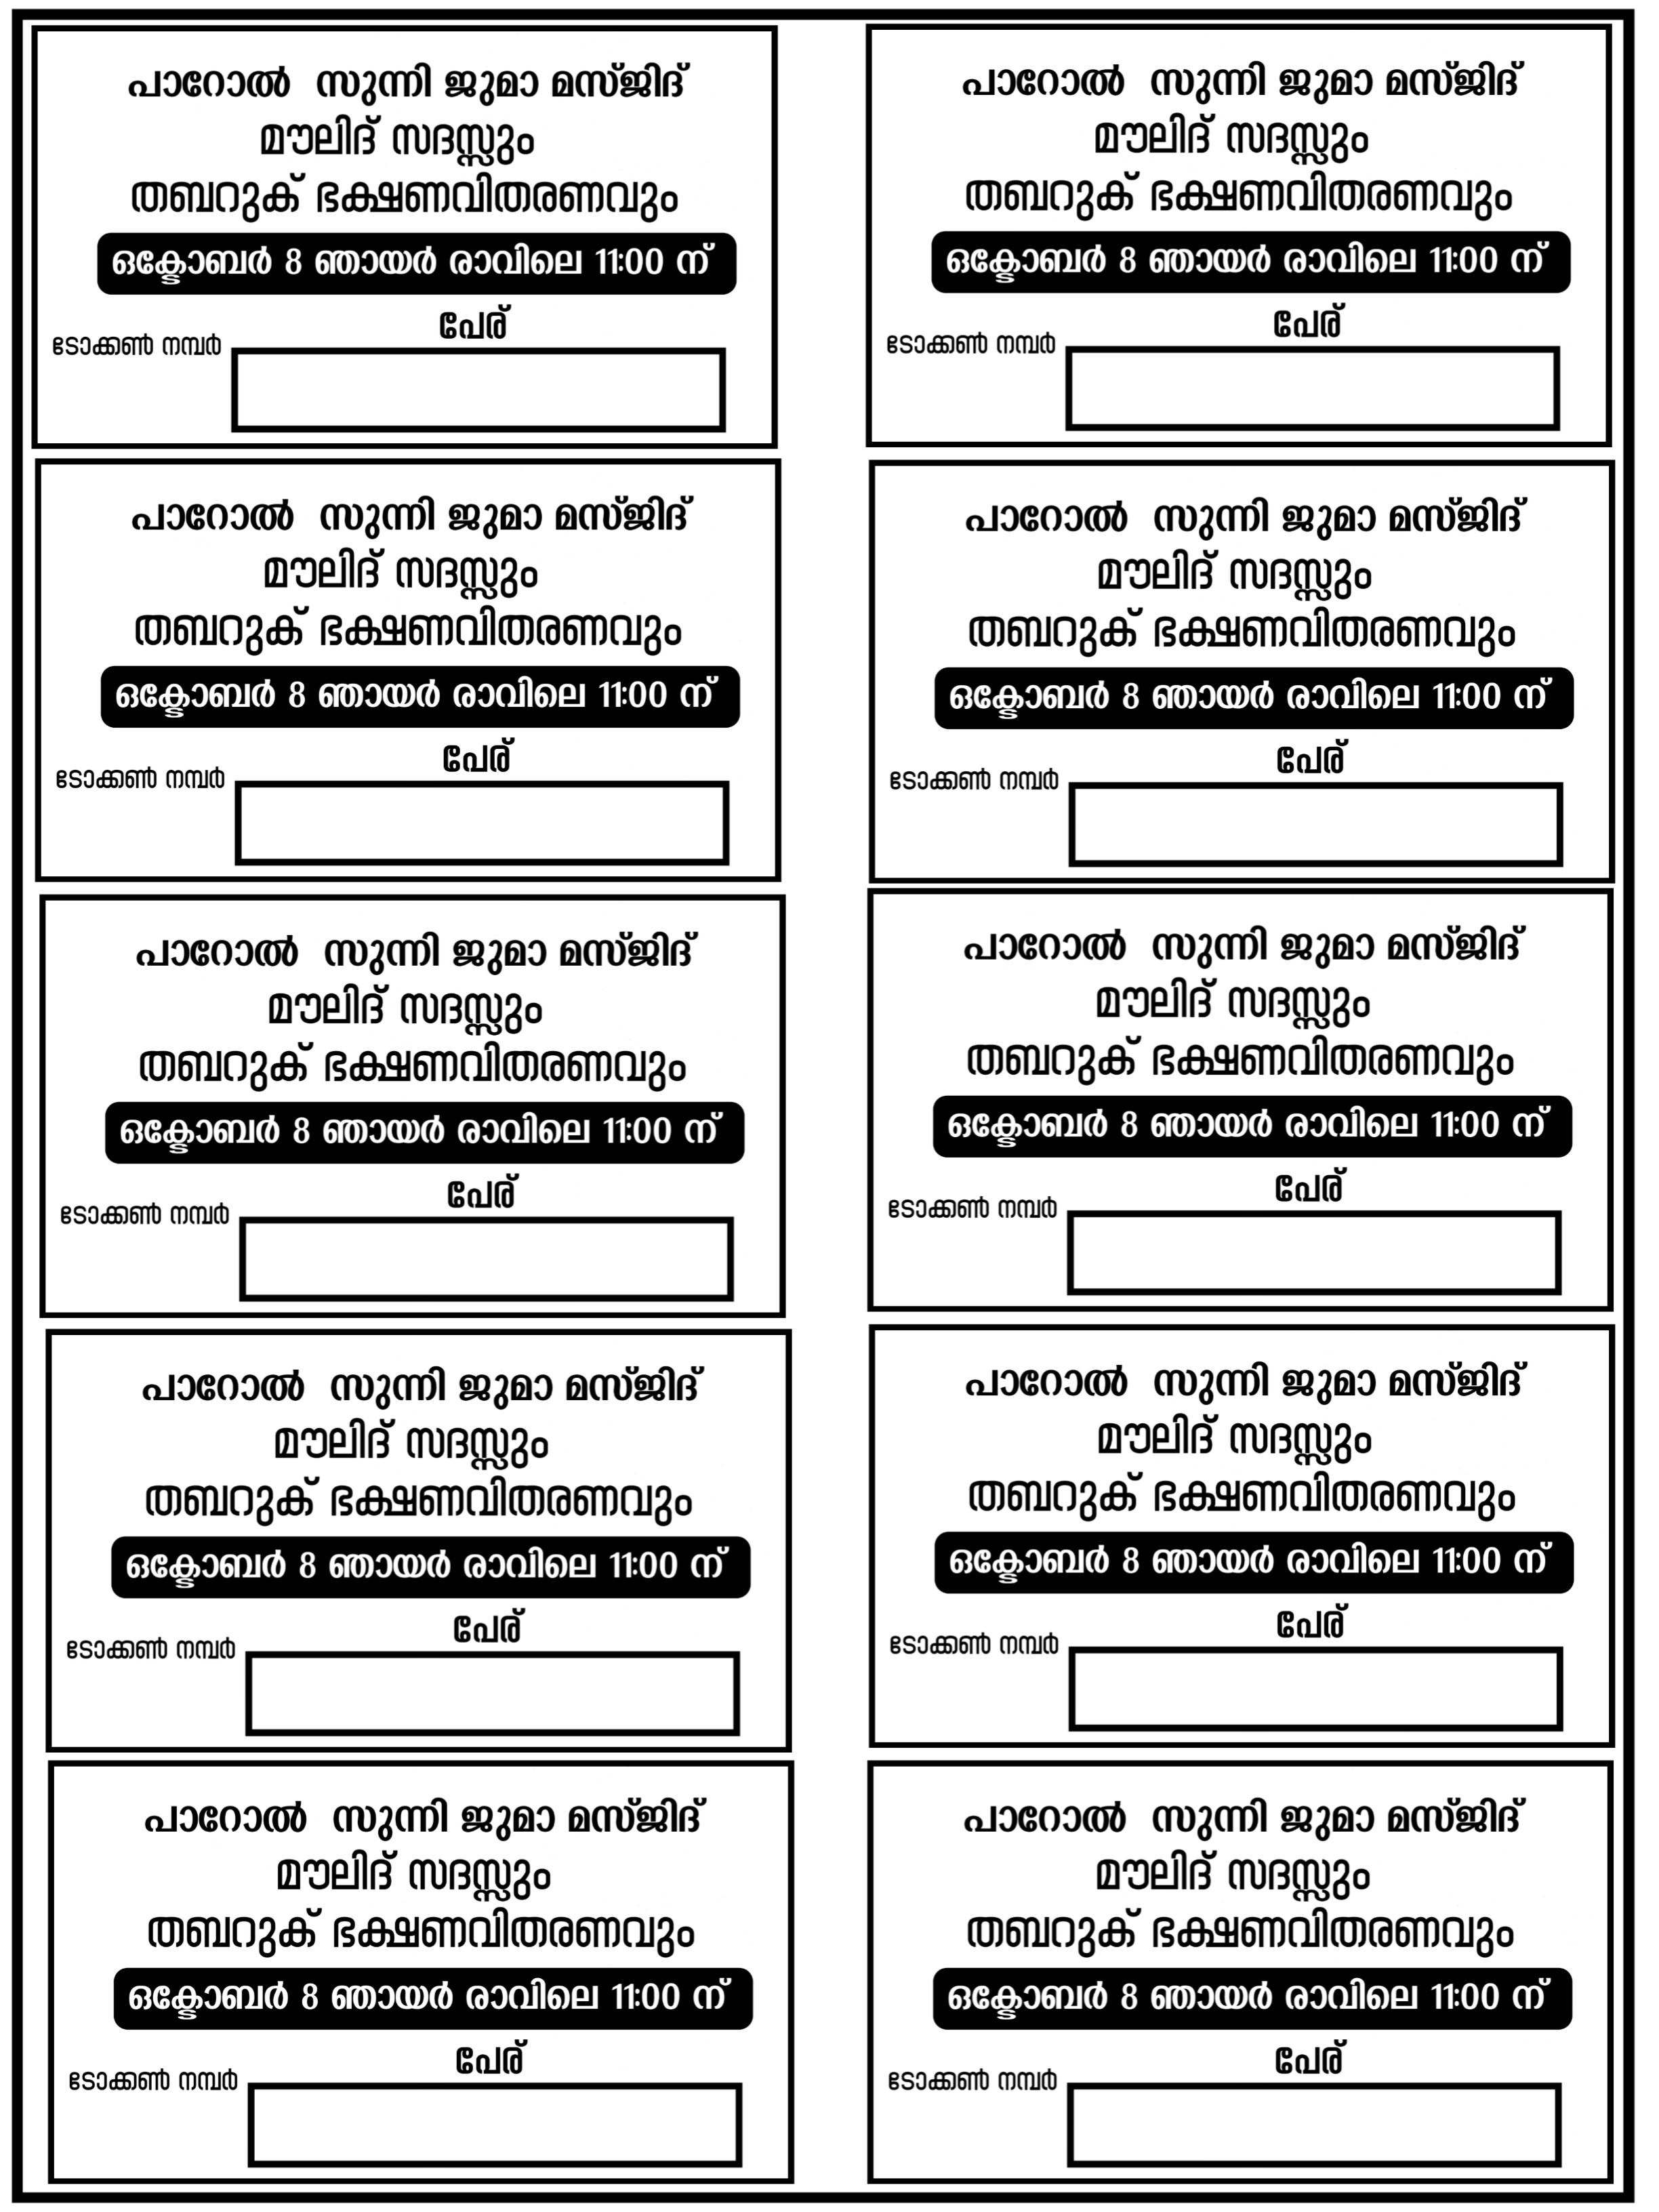 പാറോൽ സുന്നി ജുമാ മസ്ജിദ്
മൗലിദ് സദസ്സും
തബറുക് ഭക്ഷണവിതരണവും
ഒക്ടോബർ 8 ഞായർ രാവിലെ 11:00 ന്
പേര്
ടോക്കൺ നമ്പർ
പാറോൽ സുന്നി ജുമാ മസ്ജിദ്
മൗലിദ് സദസ്സും
തബറുക് ഭക്ഷണവിതരണവും
ഒക്ടോബർ 8 ഞായർ രാവിലെ 11:00 ന്
പേര്
ടോക്കൺ നമ്പർ
പാറോൽ സുന്നി ജുമാ മസ്ജിദ്
മൗലിദ് സദസ്സും
തബറുക് ഭക്ഷണവിതരണവും
ഒക്ടോബർ 8 ഞായർ രാവിലെ 11:00 ന്
പേര്
ടോക്കൺ നമ്പർ
പാറോൽ സുന്നി ജുമാ മസ്ജിദ്
മൗലിദ് സദസ്സും
തബറുക് ഭക്ഷണവിതരണവും
ഒക്ടോബർ 8 ഞായർ രാവിലെ 11:00 ന്
പേര്
ടോക്കൺ നമ്പർ
പാറോൽ സുന്നി ജുമാ മസ്ജിദ്
മൗലിദ് സദസ്സും
തബറുക് ഭക്ഷണവിതരണവും
ഒക്ടോബർ 8 ഞായർ രാവിലെ 11:00 ന്
പേര്
ടോക്കൺ നമ്പർ
പാറോൽ സുന്നി ജുമാ മസ്ജിദ്
മൗലിദ് സദസ്സും
തബറുക് ഭക്ഷണവിതരണവും
ഒക്ടോബർ 8 ഞായർ രാവിലെ 11:00 ന്
പേര്
ടോക്കൺ നമ്പർ
പാറോൽ സുന്നി ജുമാ മസ്ജിദ്
മൗലിദ് സദസ്സും
തബറുക് ഭക്ഷണവിതരണവും
ഒക്ടോബർ 8 ഞായർ രാവിലെ 11:00 ന്
പേര്
ടോക്കൺ നമ്പർ
പാറോൽ സുന്നി ജുമാ മസ്ജിദ്
മൗലിദ് സദസ്സും
തബറുക് ഭക്ഷണവിതരണവും
ഒക്ടോബർ 8 ഞായർ രാവിലെ 11:00 ന്
പേര്
ടോക്കൺ നമ്പർ
പാറോൽ സുന്നി ജുമാ മസ്ജിദ്
മൗലിദ് സദസ്സും
തബറുക് ഭക്ഷണവിതരണവും
ഒക്ടോബർ 8 ഞായർ രാവിലെ 11:00 ന്
പേര്
ടോക്കൺ നമ്പർ
പാറോൽ സുന്നി ജുമാ മസ്ജിദ്
മൗലിദ് സദസ്സും
തബറുക് ഭക്ഷണവിതരണവും
ഒക്ടോബർ 8 ഞായർ രാവിലെ 11:00 ന്
പേര്
ടോക്കൺ നമ്പർ